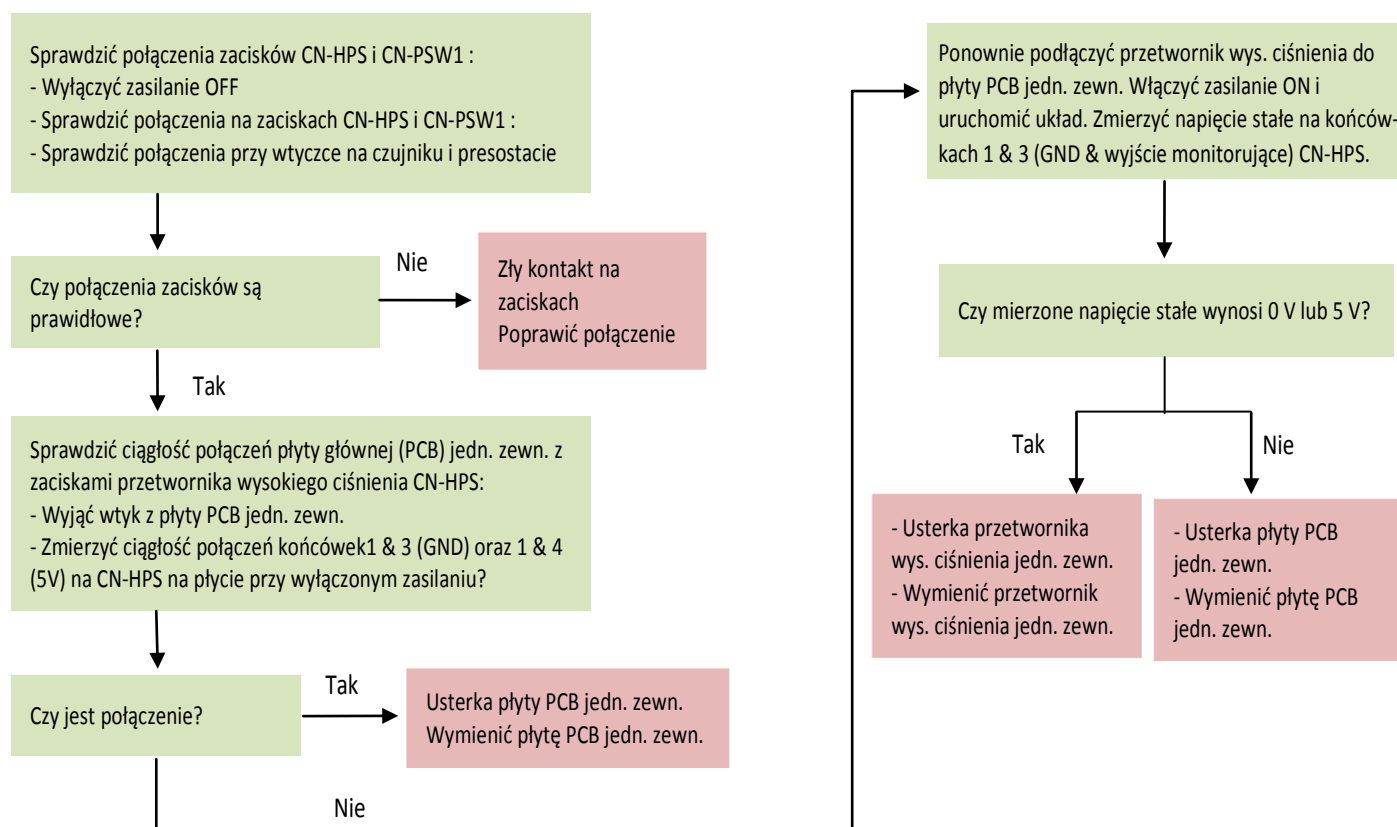 Sprawdzić połączenia zacisków CN-HPS i CN-PSW1 :
- Wyłączyć zasilanie OFF
- Sprawdzić połączenia na zaciskach CN-HPS i CN-PSW1 :
- Sprawdzić połączenia przy wtyczce na czujniku i presostacie
Czy połączenia zacisków są
prawidłowe?
Nie
Zły kontakt na
zaciskach
Poprawić połączenie
Tak
Sprawdzić ciągłość połączeń płyty głównej (PCB) jedn. zewn. z
zaciskami przetwornika wysokiego ciśnienia CN-HPS:
- Wyjąć wtyk z płyty PCB jedn. zewn.
- Zmierzyć ciągłość połączeń końcówek1 & 3 (GND) oraz 1 & 4
(5V) na CN-HPS na płycie przy wyłączonym zasilaniu?
Czy jest połączenie?
Tak
Usterka płyty PCB jedn. zewn.
Wymienić płytę PCB jedn. zewn.
Nie
Ponownie podłączyć przetwornik wys. ciśnienia do
płyty PCB jedn. zewn. Włączyć zasilanie ON i
uruchomić układ. Zmierzyć napięcie stałe na końców-
kach 1 & 3 (GND & wyjście monitorujące) CN-HPS.
Czy mierzone napięcie stałe wynosi 0 V lub 5 V?
Tak
Nie
- Usterka przetwornika
wys. ciśnienia jedn. zewn.
- Wymienić przetwornik
wys. ciśnienia jedn. zewn.
- Usterka płyty PCB
jedn. zewn.
- Wymienić płytę PCB
jedn. zewn.